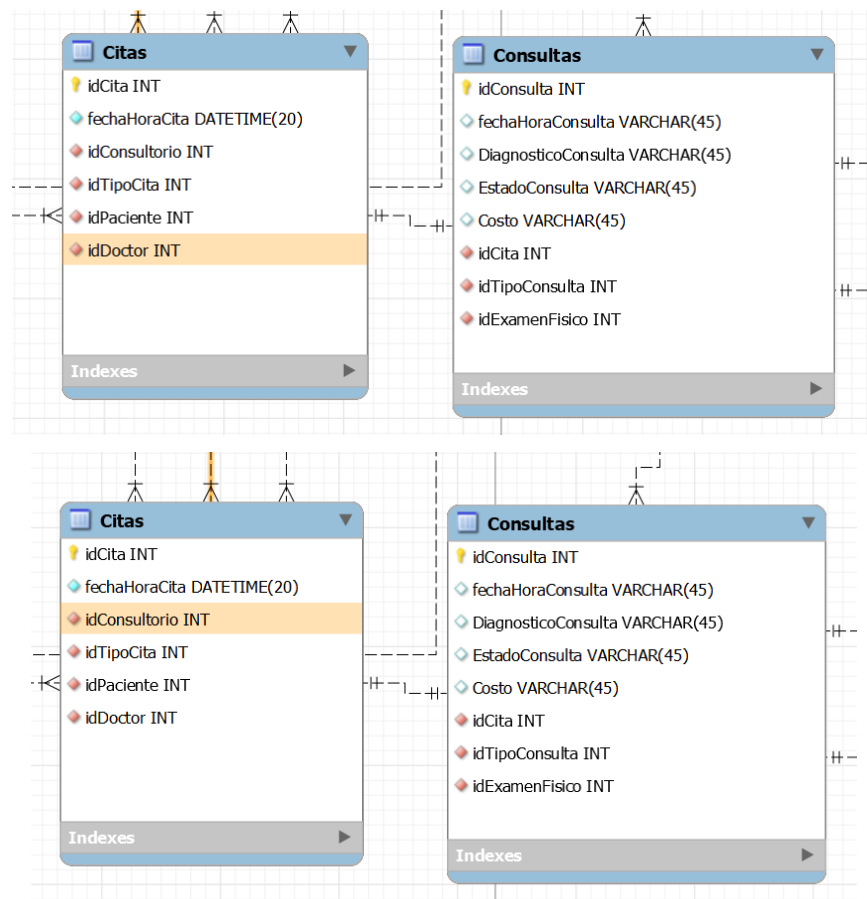 Citas
idCita INT
fechaHoraCita DATETIME(20)
idConsultorio INT
idTipoCita INT
idPaciente INT
idDoctor INT
Indexes
Consultas
idConsulta INT
fechaHoraConsulta VARCHAR(45)
DiagnosticoConsulta VARCHAR(45)
EstadoConsulta VARCHAR(45)
Costo VARCHAR(45)
idCita INT
idTipoConsulta INT
idExamenFisico INT
Indexes
Citas
idCita INT
fechaHoraCita DATETIME(20)
idConsultorio INT
idTipoCita INT
idPaciente INT
idDoctor INT
Indexes
Consultas
idConsulta INT
fechaHoraConsulta VARCHAR(45)
DiagnosticoConsulta VARCHAR(45)
EstadoConsulta VARCHAR(45)
Costo VARCHAR(45)
idCita INT
idTipoConsulta INT
idExamenFisico INT
Indexes